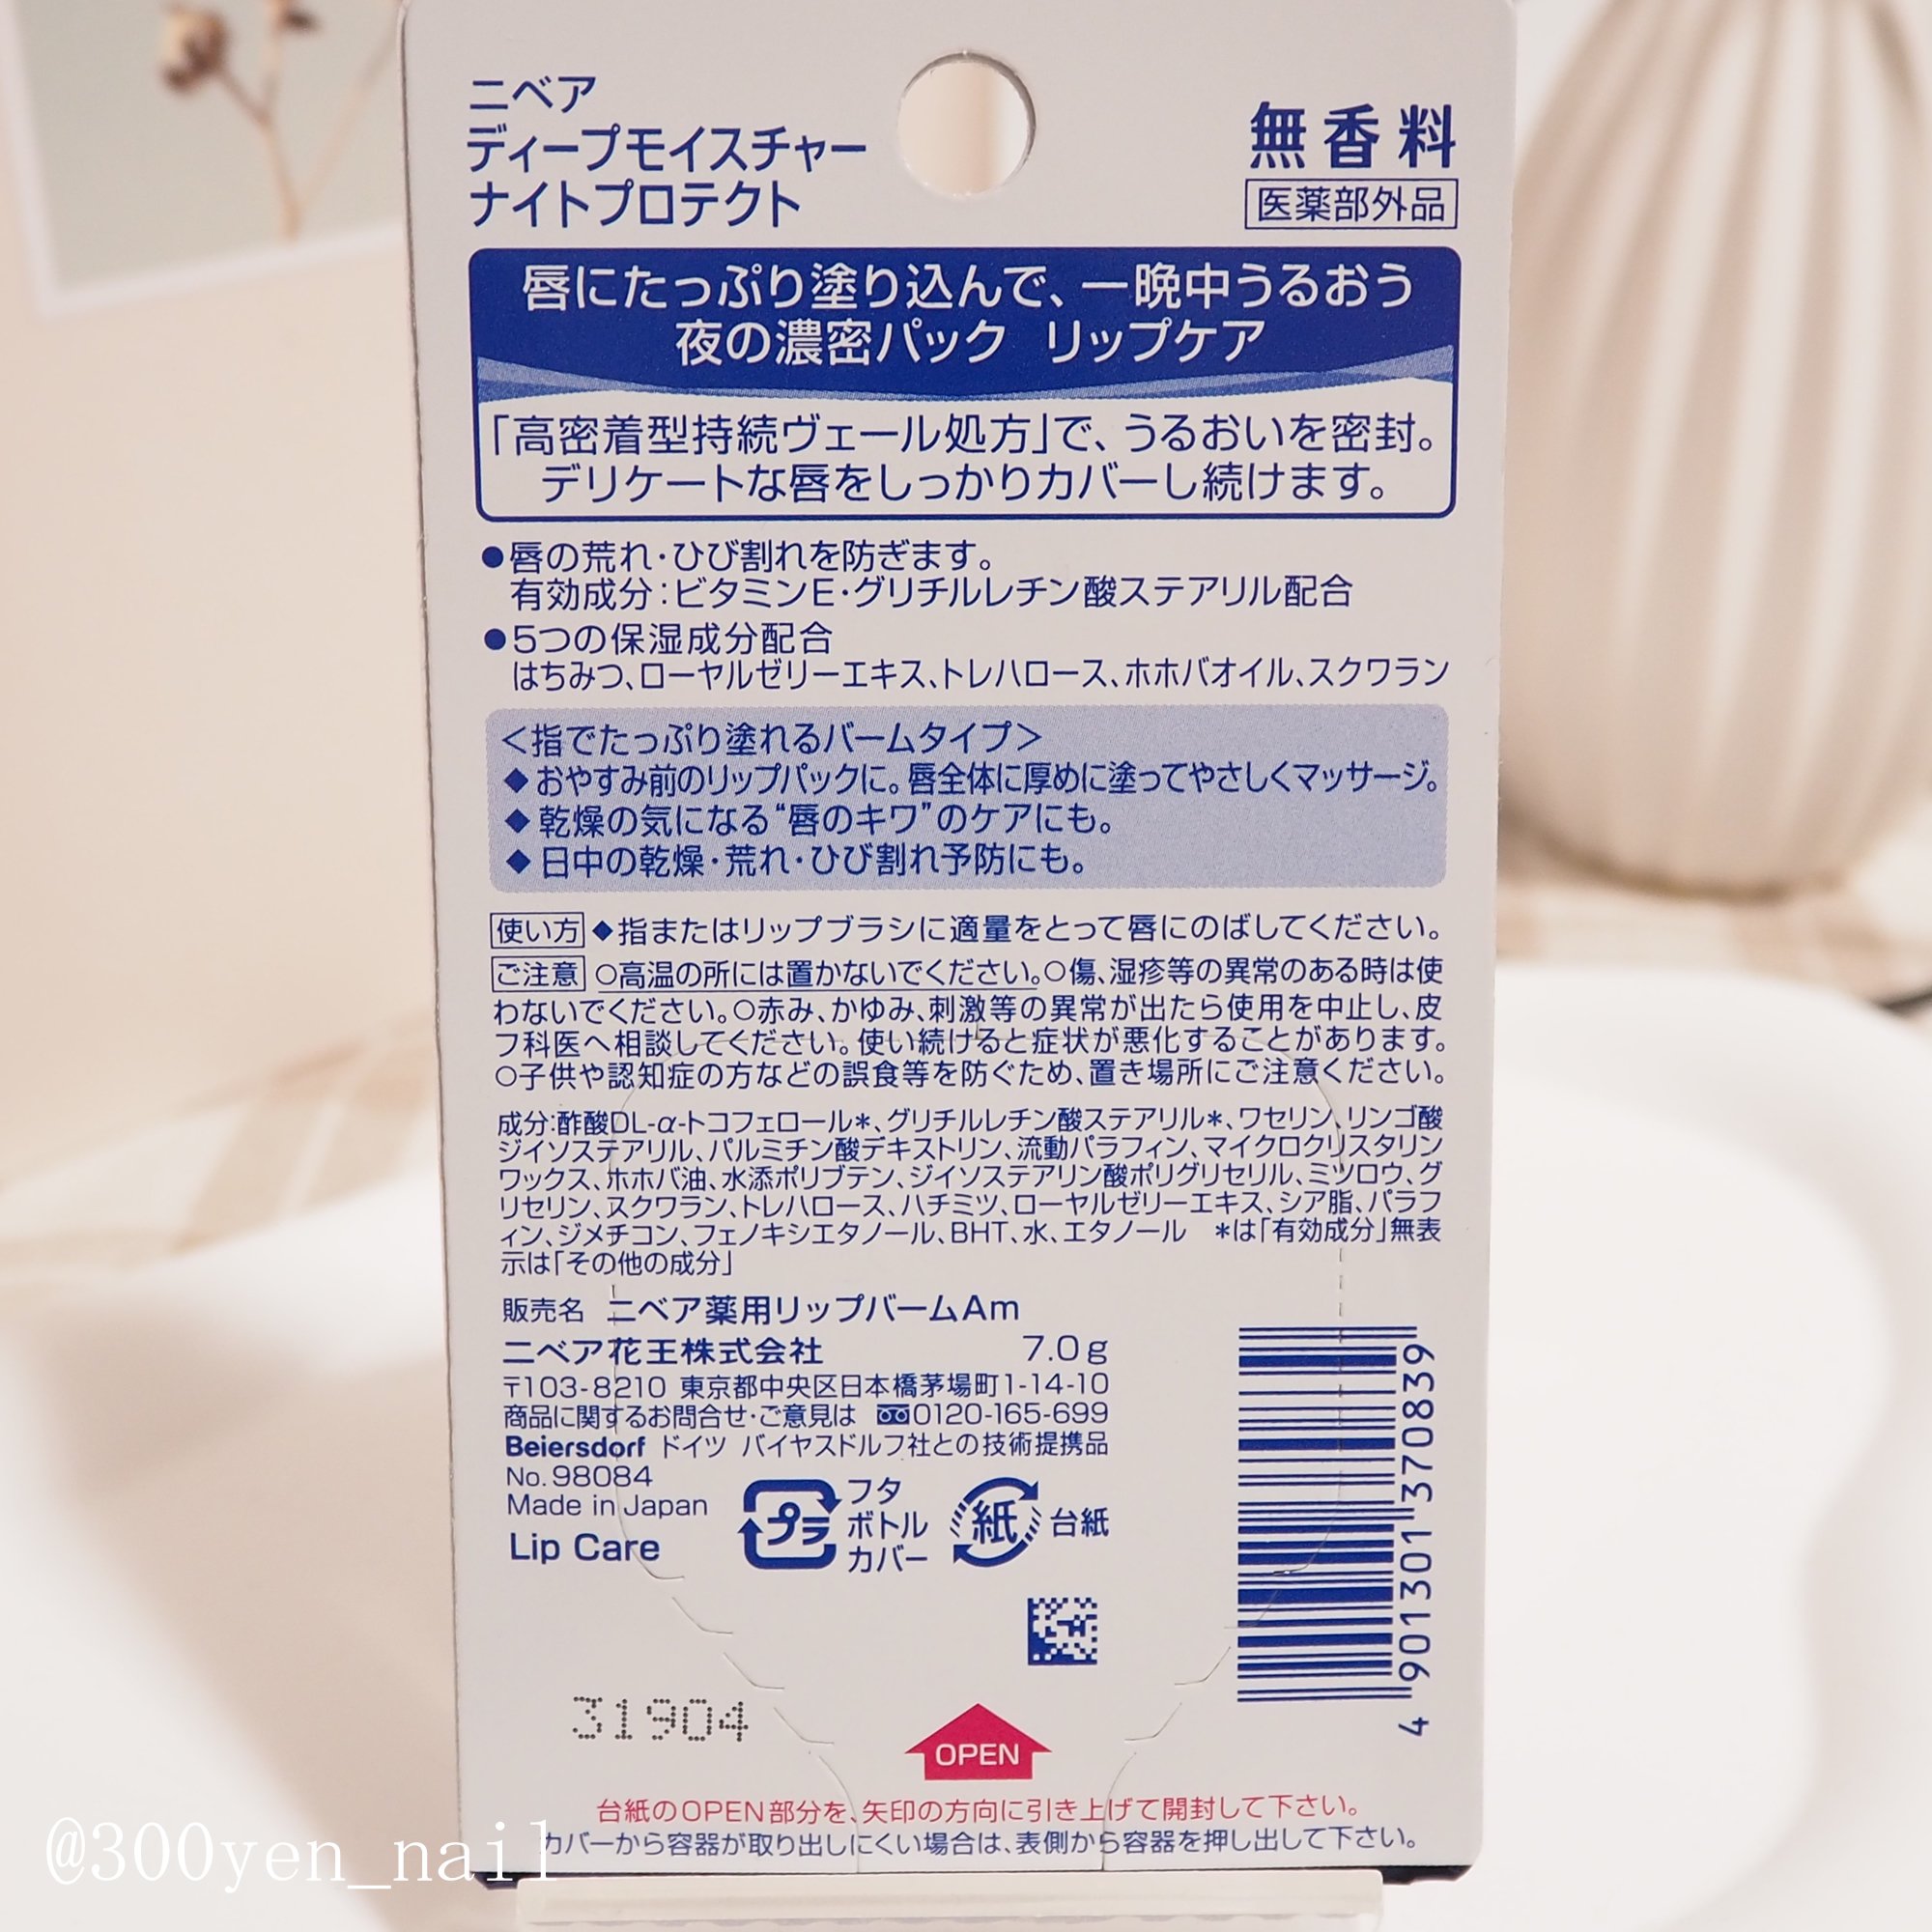 ニベア
ディープモイスチャー
ナイトプロテクト
無香料
医薬部外品
唇にたっぷり塗り込んで、一晩中うるおう
夜の濃密パック リップケア
「高密着型持続ヴェール処方」で、うるおいを密封。
デリケートな唇をしっかりカバーし続けます。
●唇の荒れ・ひび割れを防ぎます。
有効成分：ビタミンE・グリチルレチン酸ステアリル配合
●5つの保湿成分配合
はちみつ、ローヤルゼリーエキス、トレハロース、ホホバオイル、スクワラン
＜指でたっぷり塗れるバームタイプ＞
◆おやすみ前のリップパックに。唇全体に厚めに塗ってやさしくマッサージ。
◆乾燥の気になる“唇のキワ”のケアにも。
◆日中の乾燥・荒れ・ひび割れ予防にも。
使い方 ◆指またはリップブラシに適量をとって唇にのばしてください。
ご注意 ○高温の所には置かないでください。○傷、湿疹等の異常のある時は使
わないでください。○赤み、かゆみ、刺激等の異常が出たら使用を中止し、皮
フ科医へ相談してください。使い続けると症状が悪化することがあります。
○子供や認知症の方などの誤食等を防ぐため、置き場所にご注意ください。
成分：酢酸DL-α-トコフェロール＊、グリチルレチン酸ステアリル＊、ワセリン、リンゴ酸
ジイソステアリル、パルミチン酸デキストリン、流動パラフィン、マイクロクリスタリン
ワックス、ホホバ油、水添ポリブテン、ジイソステアリン酸ポリグリセリル、ミツロウ、グ
リセリン、スクワラン、トレハロース、ハチミツ、ローヤルゼリーエキス、シア脂、パラフ
ィン、ジメチコン、フェノキシエタノール、BHT、水、エタノール ＊は「有効成分」無表
示は「その他の成分」
販売名 ニベア薬用リップバームAm
ニベア花王株式会社 7.0g
〒103-8210 東京都中央区日本橋茅場町1-14-10
商品に関するお問合せ・ご意見は 0120-165-699
Beiersdorf ドイツ バイヤスドルフ社との技術提携品
No.98084
Made in Japan
Lip Care
プラ
フタ
ボトル
カバー
紙
台紙
4 901301 370839
31904
OPEN
台紙のOPEN部分を、矢印の方向に引き上げて開封して下さい。
カバーから容器が取り出しにくい場合は、表側から容器を押し出して下さい。
@300yen_nail